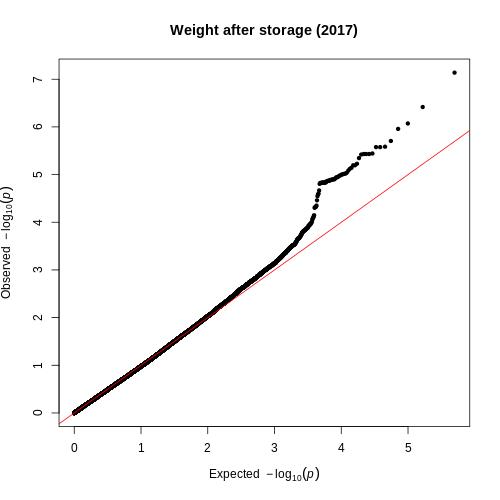 Weight after storage (2017)
Observed −log₁₀(p)
7
6
5
4
3
2
1
0
0 1 2 3 4 5
Expected −log₁₀(p)